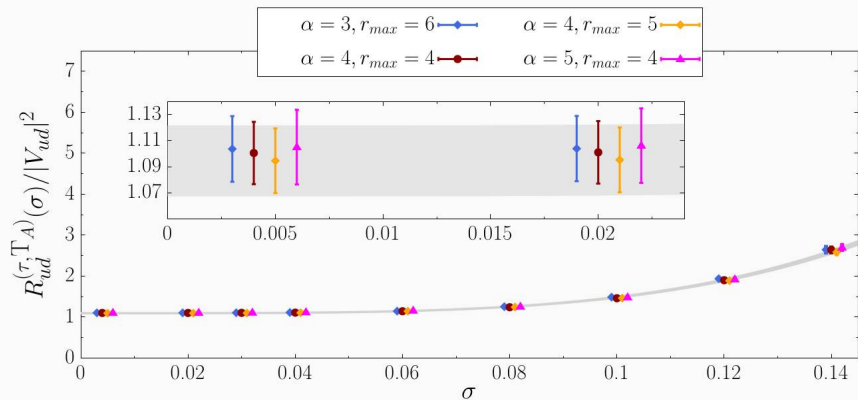 α = 3, r_max = 6
α = 4, r_max = 5
α = 4, r_max = 4
α = 5, r_max = 4
R_ud^(τ,T_A)(σ)/|V_ud|^2
7
6
5
4
3
2
1
0
1.13
1.11
1.09
1.07
0 0.005 0.01 0.015 0.02
0 0.02 0.04 0.06 0.08 0.1 0.12 0.14
σ